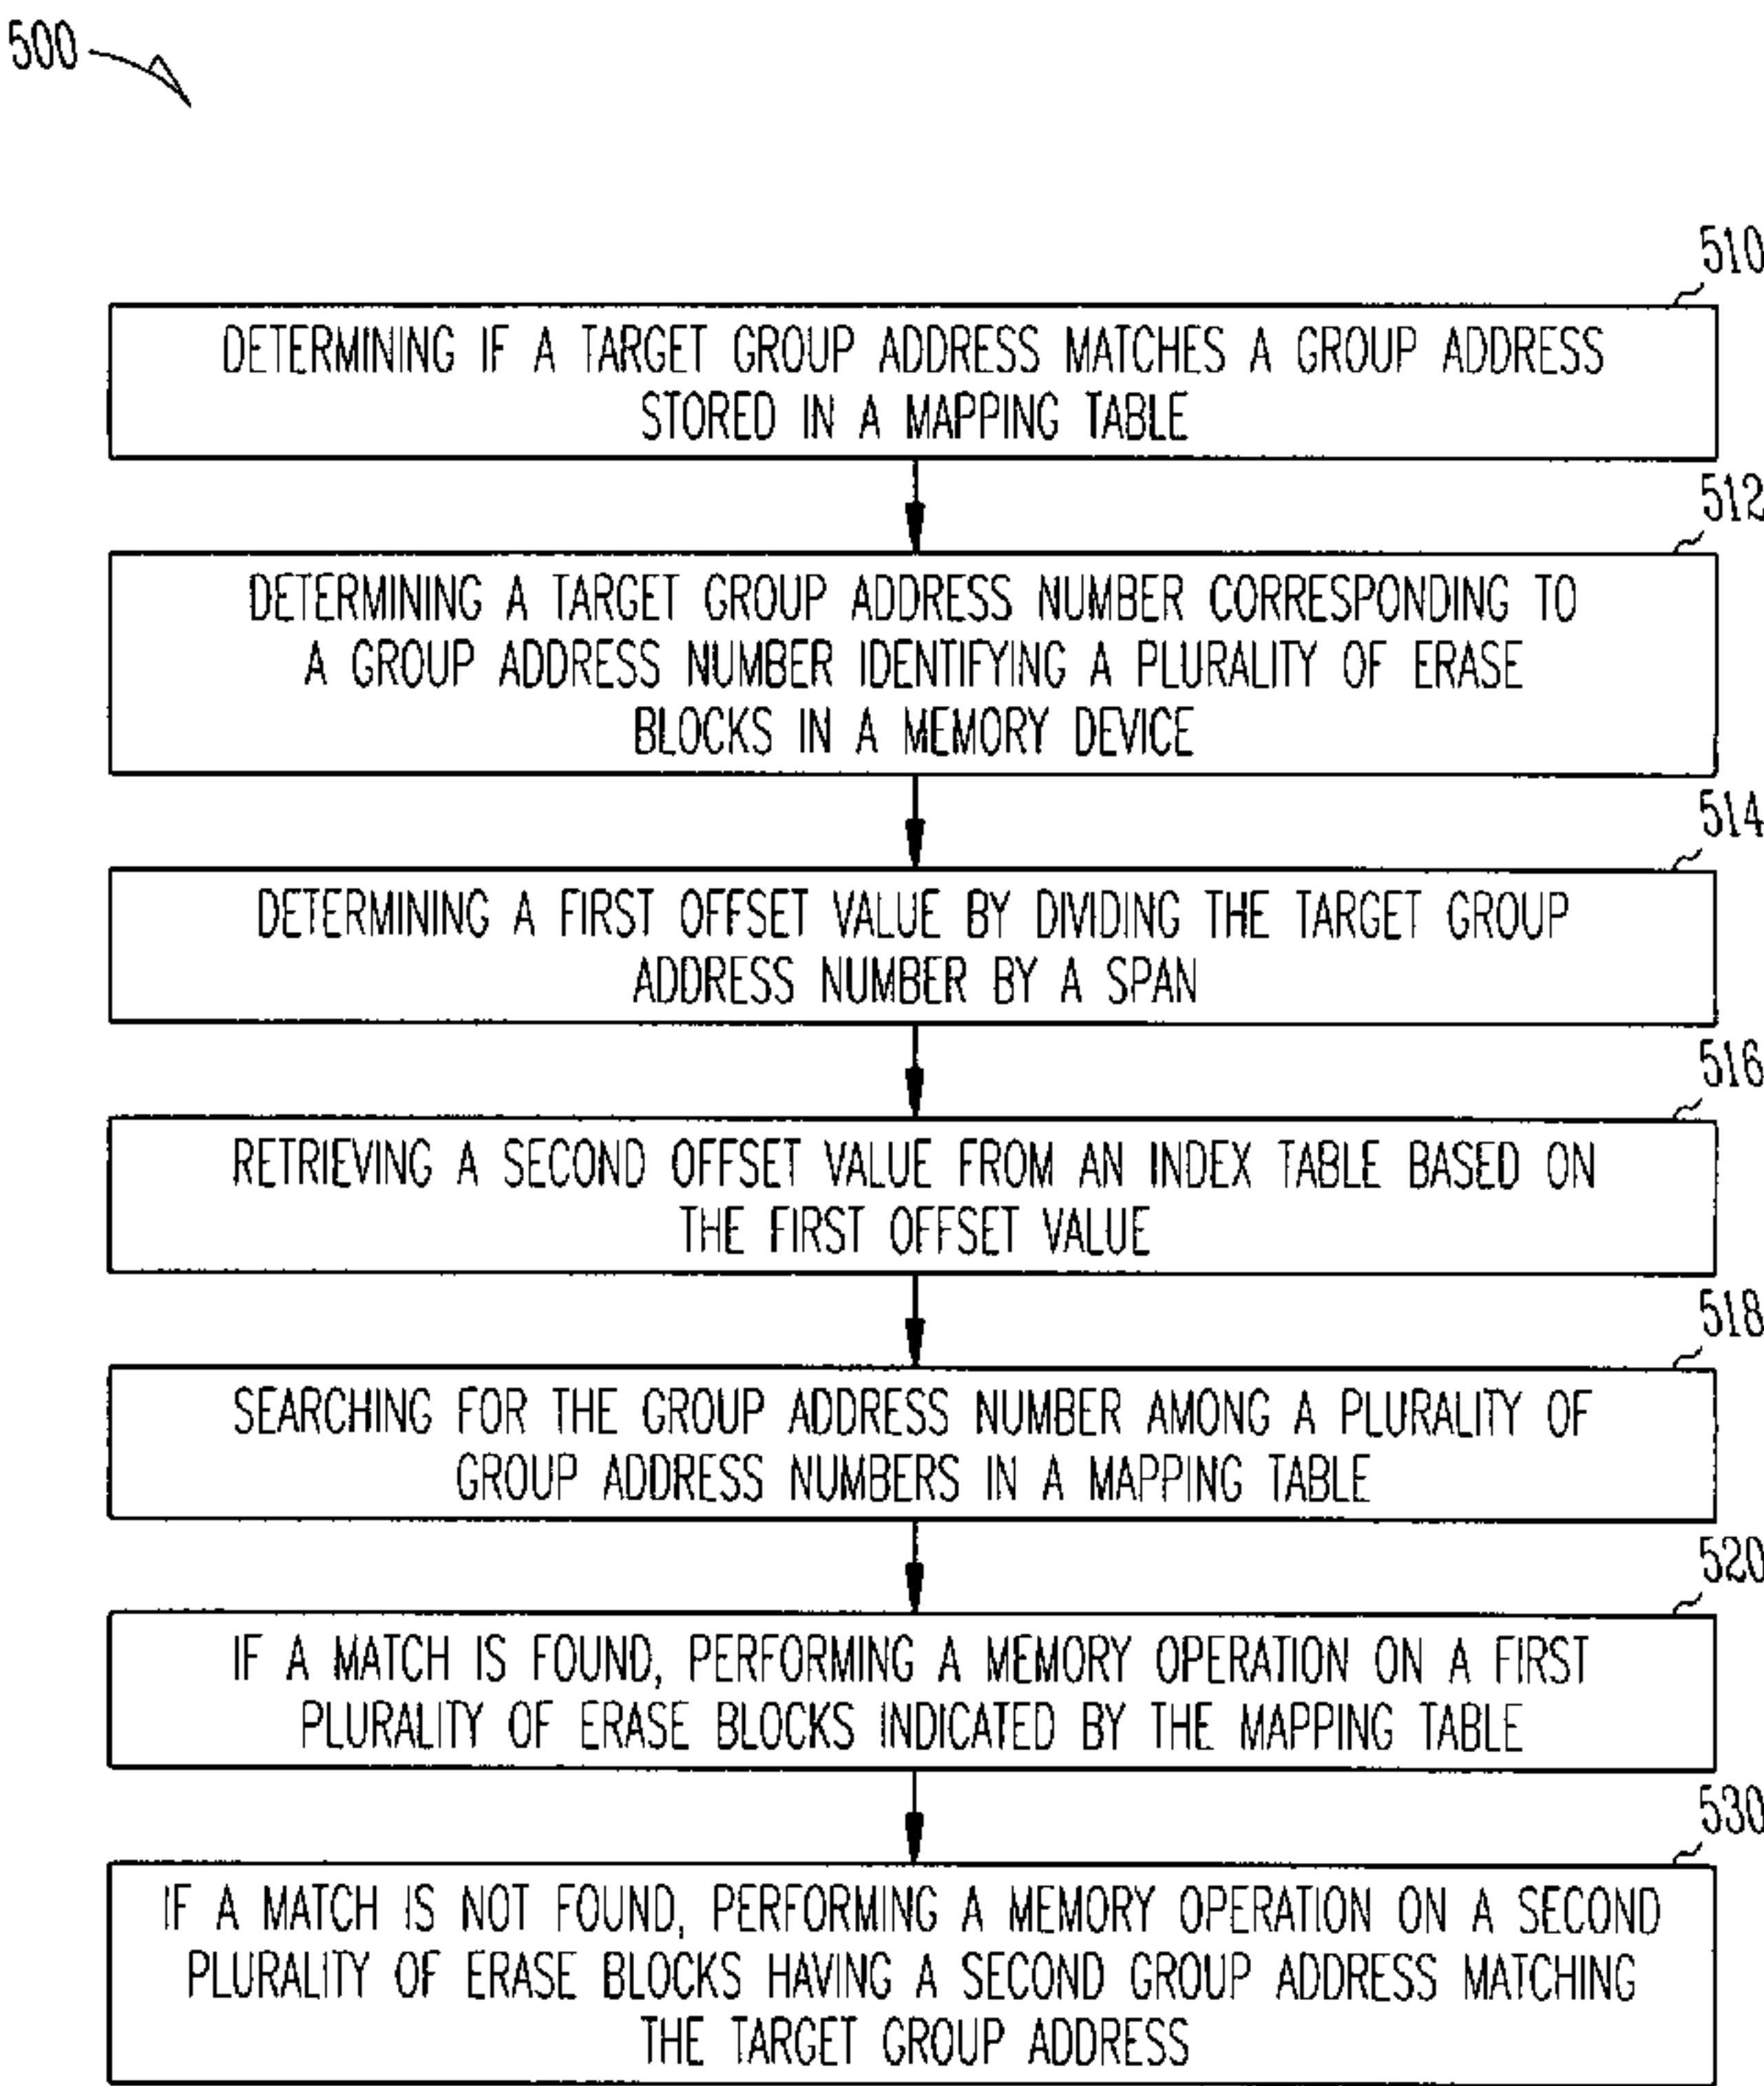 500
510
DETERMINING IF A TARGET GROUP ADDRESS MATCHES A GROUP ADDRESS
STORED IN A MAPPING TABLE
512
DETERMINING A TARGET GROUP ADDRESS NUMBER CORRESPONDING TO
A GROUP ADDRESS NUMBER IDENTIFYING A PLURALITY OF ERASE
BLOCKS IN A MEMORY DEVICE
514
DETERMINING A FIRST OFFSET VALUE BY DIVIDING THE TARGET GROUP
ADDRESS NUMBER BY A SPAN
516
RETRIEVING A SECOND OFFSET VALUE FROM AN INDEX TABLE BASED ON
THE FIRST OFFSET VALUE
518
SEARCHING FOR THE GROUP ADDRESS NUMBER AMONG A PLURALITY OF
GROUP ADDRESS NUMBERS IN A MAPPING TABLE
520
IF A MATCH IS FOUND, PERFORMING A MEMORY OPERATION ON A FIRST
PLURALITY OF ERASE BLOCKS INDICATED BY THE MAPPING TABLE
530
IF A MATCH IS NOT FOUND, PERFORMING A MEMORY OPERATION ON A SECOND
PLURALITY OF ERASE BLOCKS HAVING A SECOND GROUP ADDRESS MATCHING
THE TARGET GROUP ADDRESS